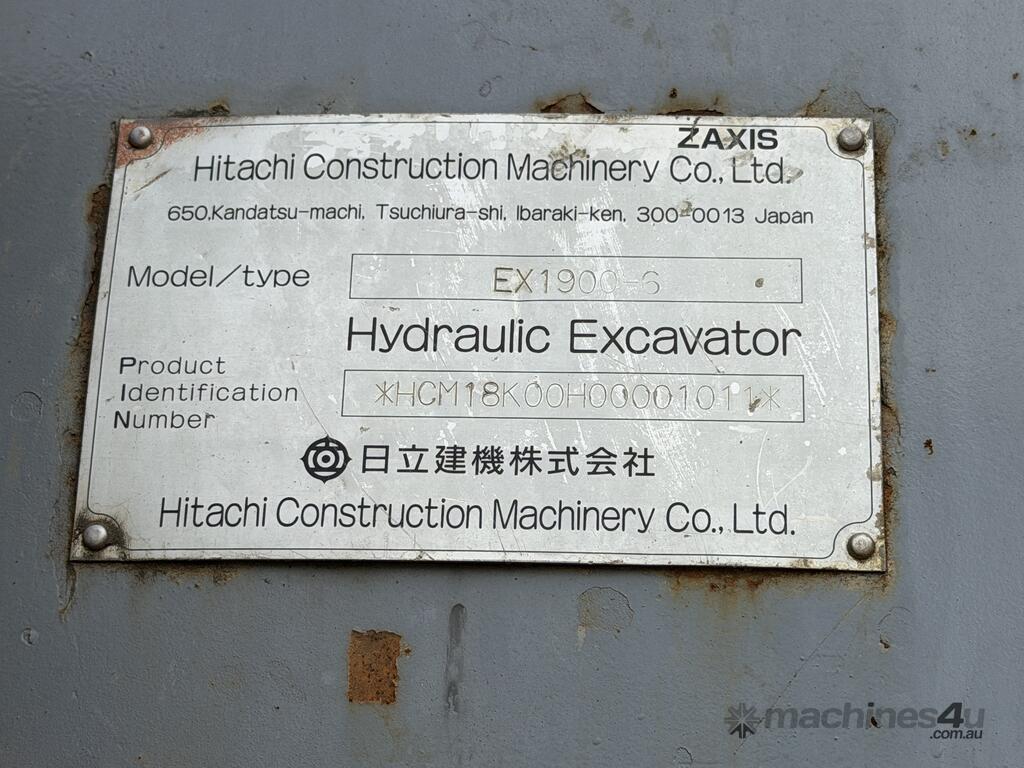 ZAXIS
Hitachi Construction Machinery Co., Ltd.
650,Kandatsu-machi, Tsuchiura-shi, Ibaraki-ken, 300-0013 Japan
Model/type EX1900-6
Hydraulic Excavator
Product
Identification
Number
*HCM18K00H00001011*
日立建機株式会社
Hitachi Construction Machinery Co., Ltd.
machines4u
.com.au